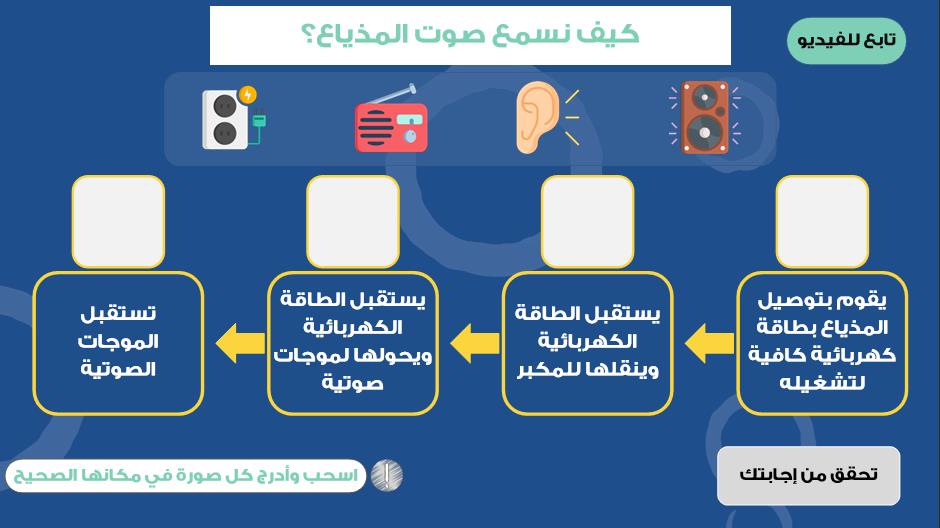 تابع للفيديو
كيف نسمع صوت المذياع؟
يقوم بتوصيل
المذياع بطاقة
كهربائية كافية
لتشغيله
يستقبل الطاقة
الكهربائية
وينقلها للمكبر
يستقبل الطاقة
الكهربائية
ويحولها لموجات
صوتية
تستقبل
الموجات
الصوتية
تحقق من إجابتك
اسحب وأدرج كل صورة في مكانها الصحيح